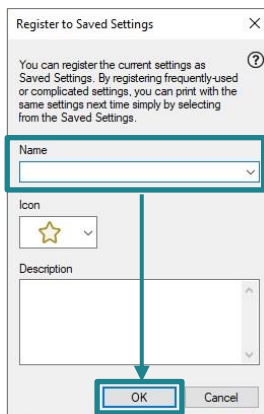 Register to Saved Settings
You can register the current settings as
Saved Settings. By registering frequently-used
or complicated settings, you can print with the
same settings next time simply by selecting
from the Saved Settings.
Name
Icon
Description
OK
Cancel